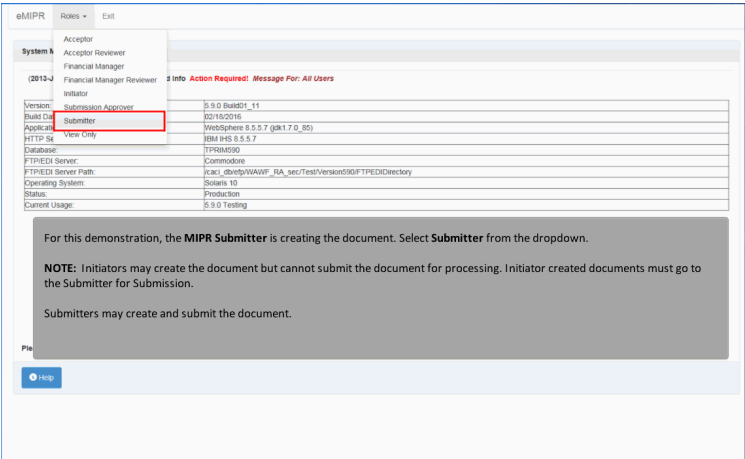 eMIPR Roles Exit
Acceptor
System M
Acceptor Reviewer
Financial Manager
(2013-J
Financial Manager Reviewer
d Info Action Required! Message For: All Users
Initiator
Version:
Submission Approver
5.9.0 Build01_11
Build Dat
Submitter
02/18/2016
Applicati
WebSphere 8.5.5.7 (jdk1.7.0_85)
View Only
HTTP Se
IBM IHS 8.5.5.7
Database: TPRIM590
FTP/EDI Server: Commodore
FTP/EDI Server Path: /caci_db/efp/WAWF_RA_sec/Test/Version590/FTPEDIDirectory
Operating System: Solaris 10
Status: Production
Current Usage: 5.9.0 Testing
For this demonstration, the MIPR Submitter is creating the document. Select Submitter from the dropdown.
NOTE: Initiators may create the document but cannot submit the document for processing. Initiator created documents must go to
the Submitter for Submission.
Submitters may create and submit the document.
Ple
Help